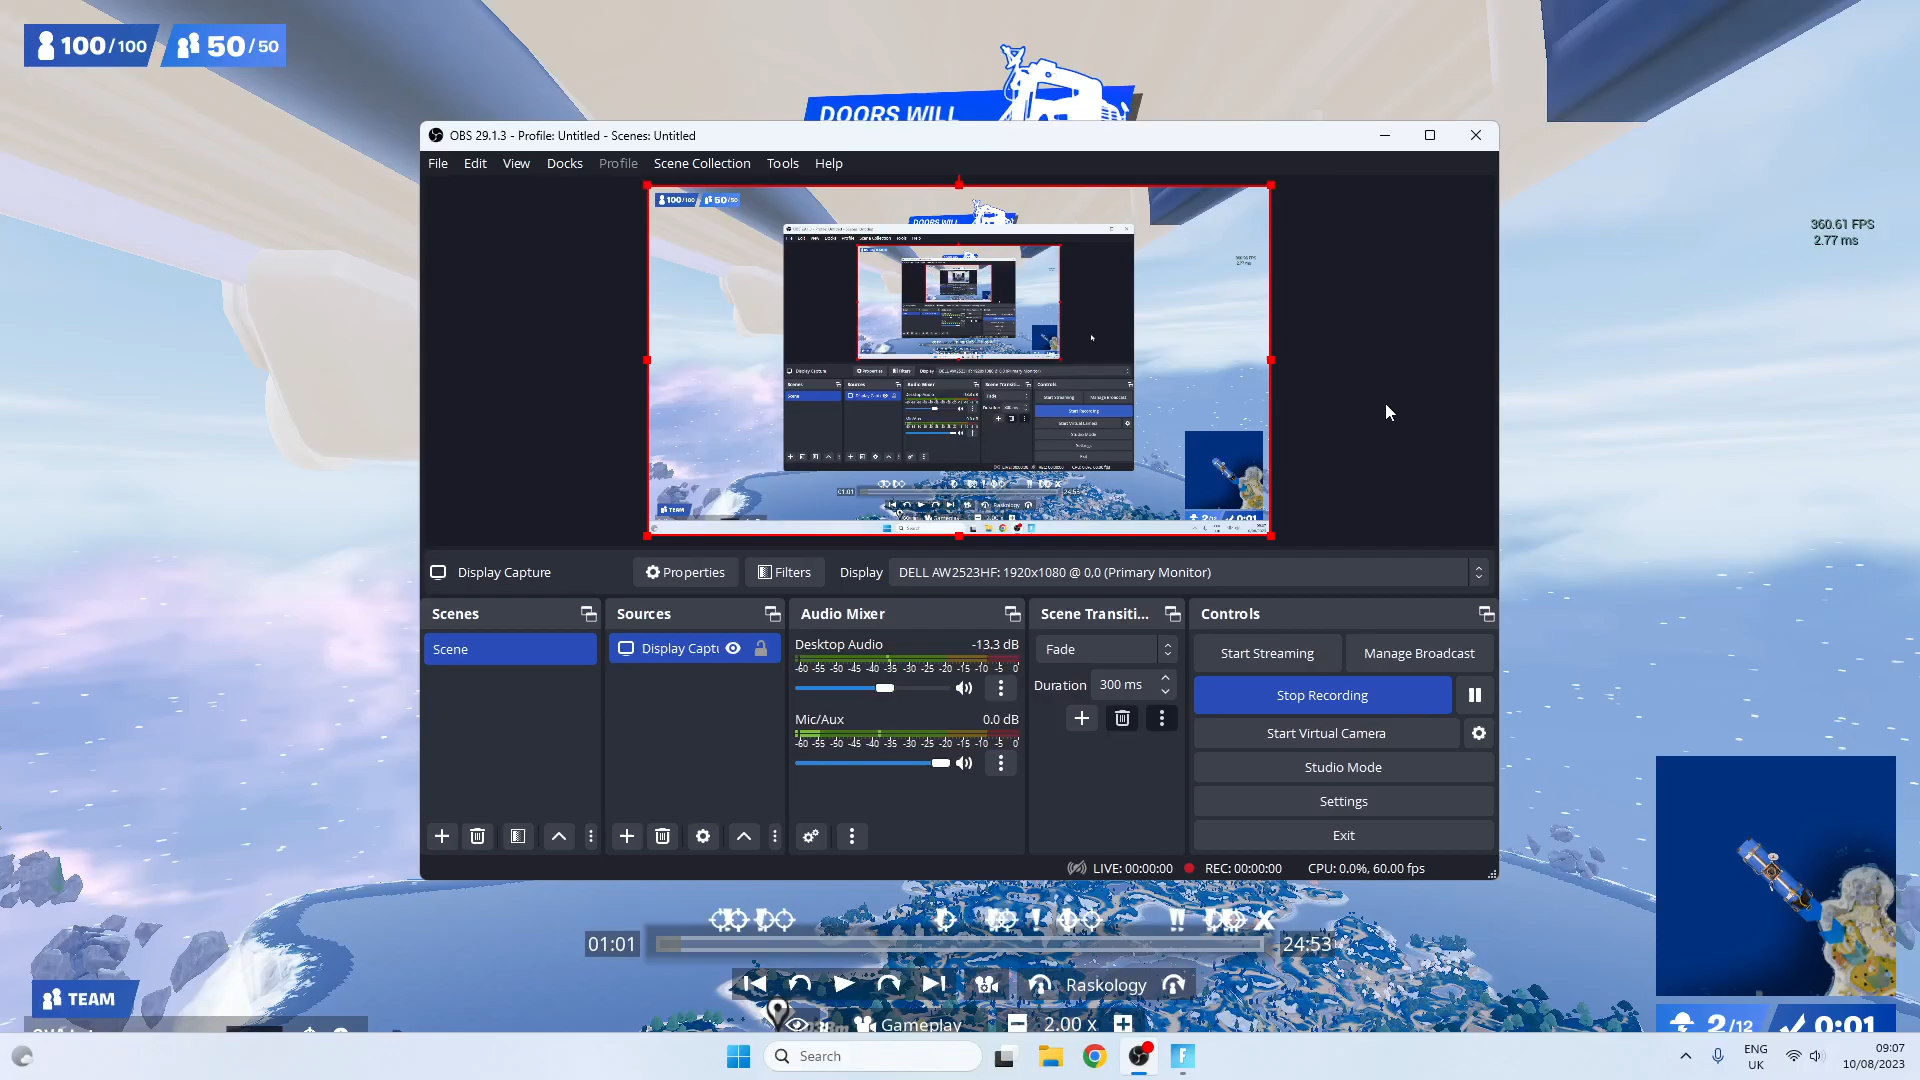 100/100 50/50
DOORS WILL
OBS 29.1.3 - Profile: Untitled - Scenes: Untitled
File Edit View Docks Profile Scene Collection Tools Help
100/100 50/50
DOORS WILL
360.61 FPS
2.77 ms
Display Capture Properties Filters Display DELL AW2523HF: 1920x1080 @ 0,0 (Primary Monitor)
Scenes Sources Audio Mixer Scene Transiti... Controls
Scene
Display Captu
Desktop Audio -13.3 dB
-60 -55 -50 -45 -40 -35 -30 -25 -20 -15 -10 -5 0
Mic/Aux 0.0 dB
-60 -55 -50 -45 -40 -35 -30 -25 -20 -15 -10 -5 0
Fade
Duration 300 ms
Start Streaming Manage Broadcast
Stop Recording
Start Virtual Camera
Studio Mode
Settings
Exit
LIVE: 00:00:00 REC: 00:00:00 CPU: 0.0%, 60.00 fps
01:01 24:53
Raskology
TEAM
Gameplay 2.00 x
2/12 0:01
Search
ENG
UK
09:07
10/08/2023